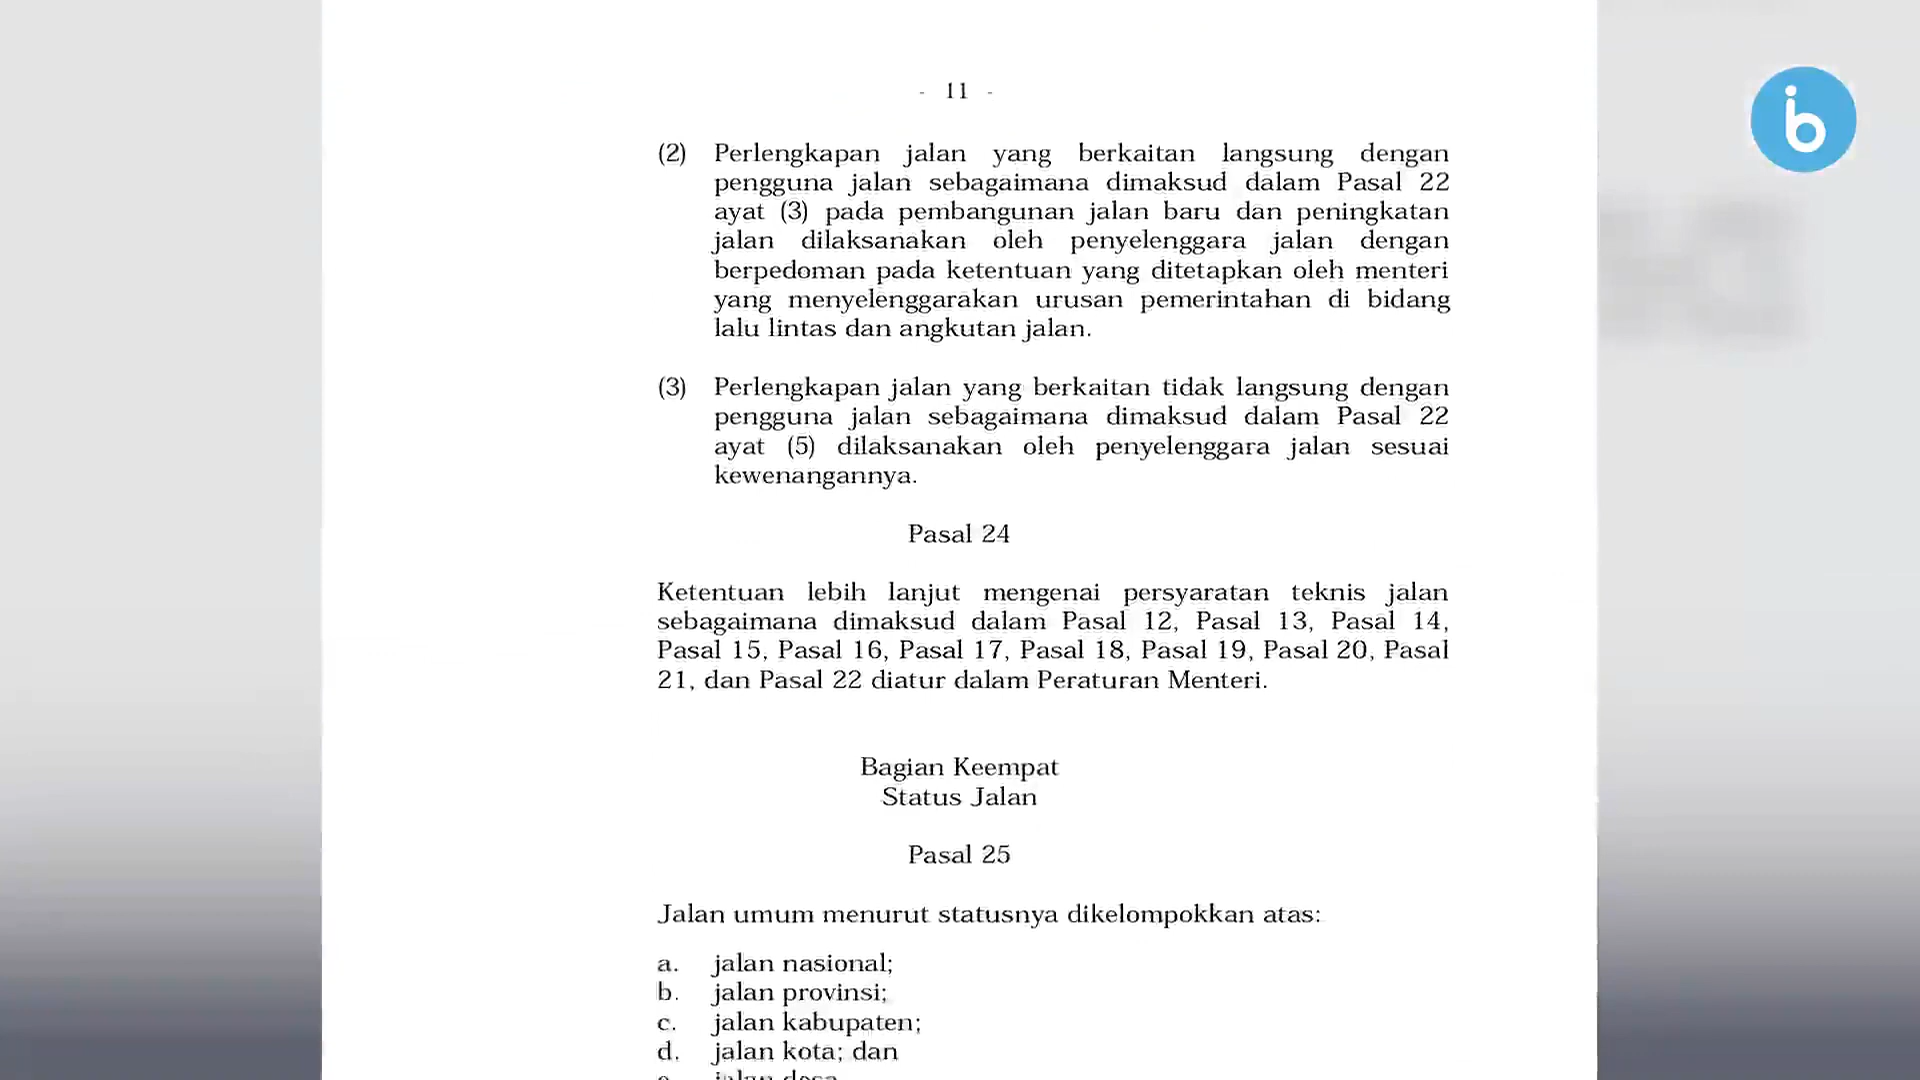 - 11 -
(2) Perlengkapan jalan yang berkaitan langsung dengan
pengguna jalan sebagaimana dimaksud dalam Pasal 22
ayat (3) pada pembangunan jalan baru dan peningkatan
jalan dilaksanakan oleh penyelenggara jalan dengan
berpedoman pada ketentuan yang ditetapkan oleh menteri
yang menyelenggarakan urusan pemerintahan di bidang
lalu lintas dan angkutan jalan.
(3) Perlengkapan jalan yang berkaitan tidak langsung dengan
pengguna jalan sebagaimana dimaksud dalam Pasal 22
ayat (5) dilaksanakan oleh penyelenggara jalan sesuai
kewenangannya.
Pasal 24
Ketentuan lebih lanjut mengenai persyaratan teknis jalan
sebagaimana dimaksud dalam Pasal 12, Pasal 13, Pasal 14,
Pasal 15, Pasal 16, Pasal 17, Pasal 18, Pasal 19, Pasal 20, Pasal
21, dan Pasal 22 diatur dalam Peraturan Menteri.
Bagian Keempat
Status Jalan
Pasal 25
Jalan umum menurut statusnya dikelompokkan atas:
a. jalan nasional;
b. jalan provinsi;
c. jalan kabupaten;
d. jalan kota; dan
e. jalan desa